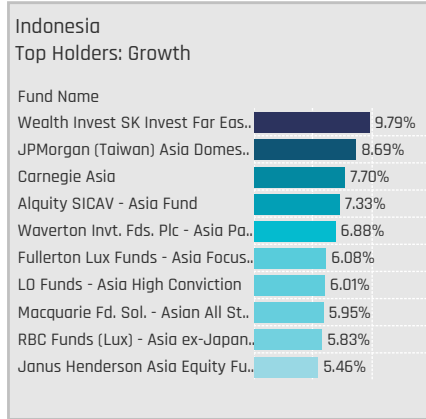 Indonesia
Top Holders: Growth
Fund Name
Wealth Invest SK Invest Far Eas.. 9.79%
JPMorgan (Taiwan) Asia Domes.. 8.69%
Carnegie Asia 7.70%
Alquity SICAV - Asia Fund 7.33%
Waverton Invt. Fds. Plc - Asia Pa.. 6.88%
Fullerton Lux Funds - Asia Focus.. 6.08%
LO Funds - Asia High Conviction 6.01%
Macquarie Fd. Sol. - Asian All St.. 5.95%
RBC Funds (Lux) - Asia ex-Japan.. 5.83%
Janus Henderson Asia Equity Fu.. 5.46%